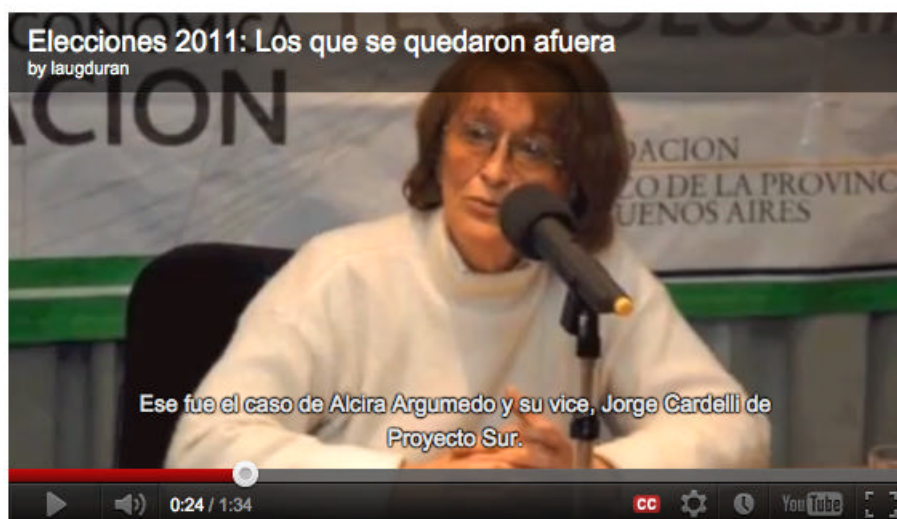 Elecciones 2011: Los que se quedaron afuera
by laugduran
ECONOMICA
TECNOLOGIA
ACION
DACION
CO DE LA PROVINC
UENOS AIRES
Ese fue el caso de Alcira Argumedo y su vice, Jorge Cardelli de
Proyecto Sur.
0:24 / 1:34
CC
YouTube